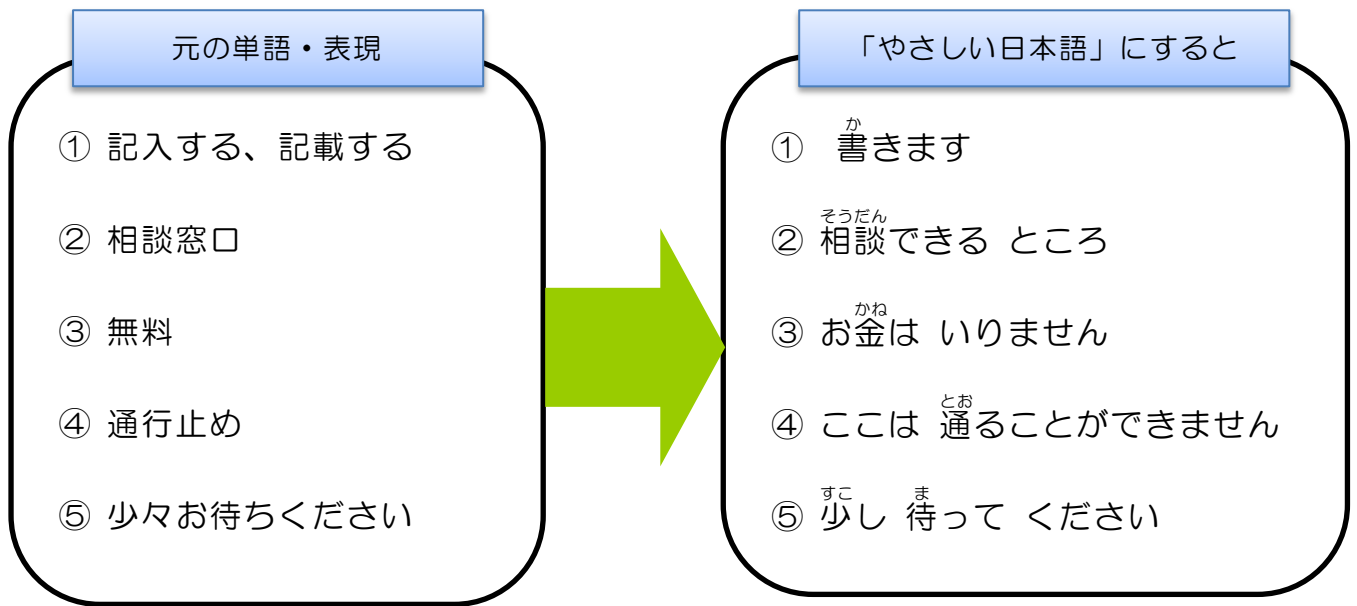 元の単語・表現
① 記入する、記載する
② 相談窓口
③ 無料
④ 通行止め
⑤ 少々お待ちください
「やさしい日本語」にすると
か
① 書きます
そうだん
② 相談できる ところ
かね
③ お金は いりません
とお
④ ここは 通ることができません
すこ ま
⑤ 少し 待って ください